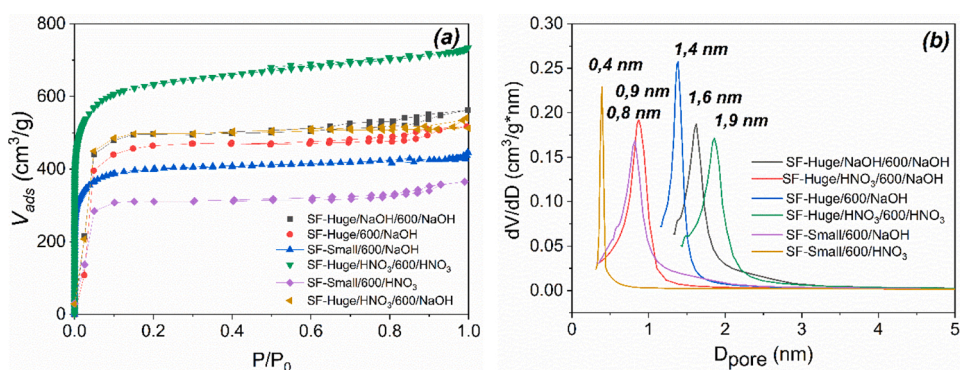 (a)
800
600
400
200
0
0.0
0.2
0.4
0.6
0.8
1.0
V_ads (cm³/g)
P/P₀
SF-Huge/NaOH/600/NaOH
SF-Huge/600/NaOH
SF-Small/600/NaOH
SF-Huge/HNO₃/600/HNO₃
SF-Small/600/HNO₃
SF-Huge/HNO₃/600/NaOH
(b)
0.30
0.25
0.20
0.15
0.10
0.05
0.00
0
1
2
3
4
5
dV/dD (cm³/g*nm)
D_pore (nm)
1,4 nm
0,4 nm
0,9 nm
0,8 nm
1,6 nm
1,9 nm
SF-Huge/NaOH/600/NaOH
SF-Huge/HNO₃/600/NaOH
SF-Huge/600/NaOH
SF-Huge/HNO₃/600/HNO₃
SF-Small/600/NaOH
SF-Small/600/HNO₃